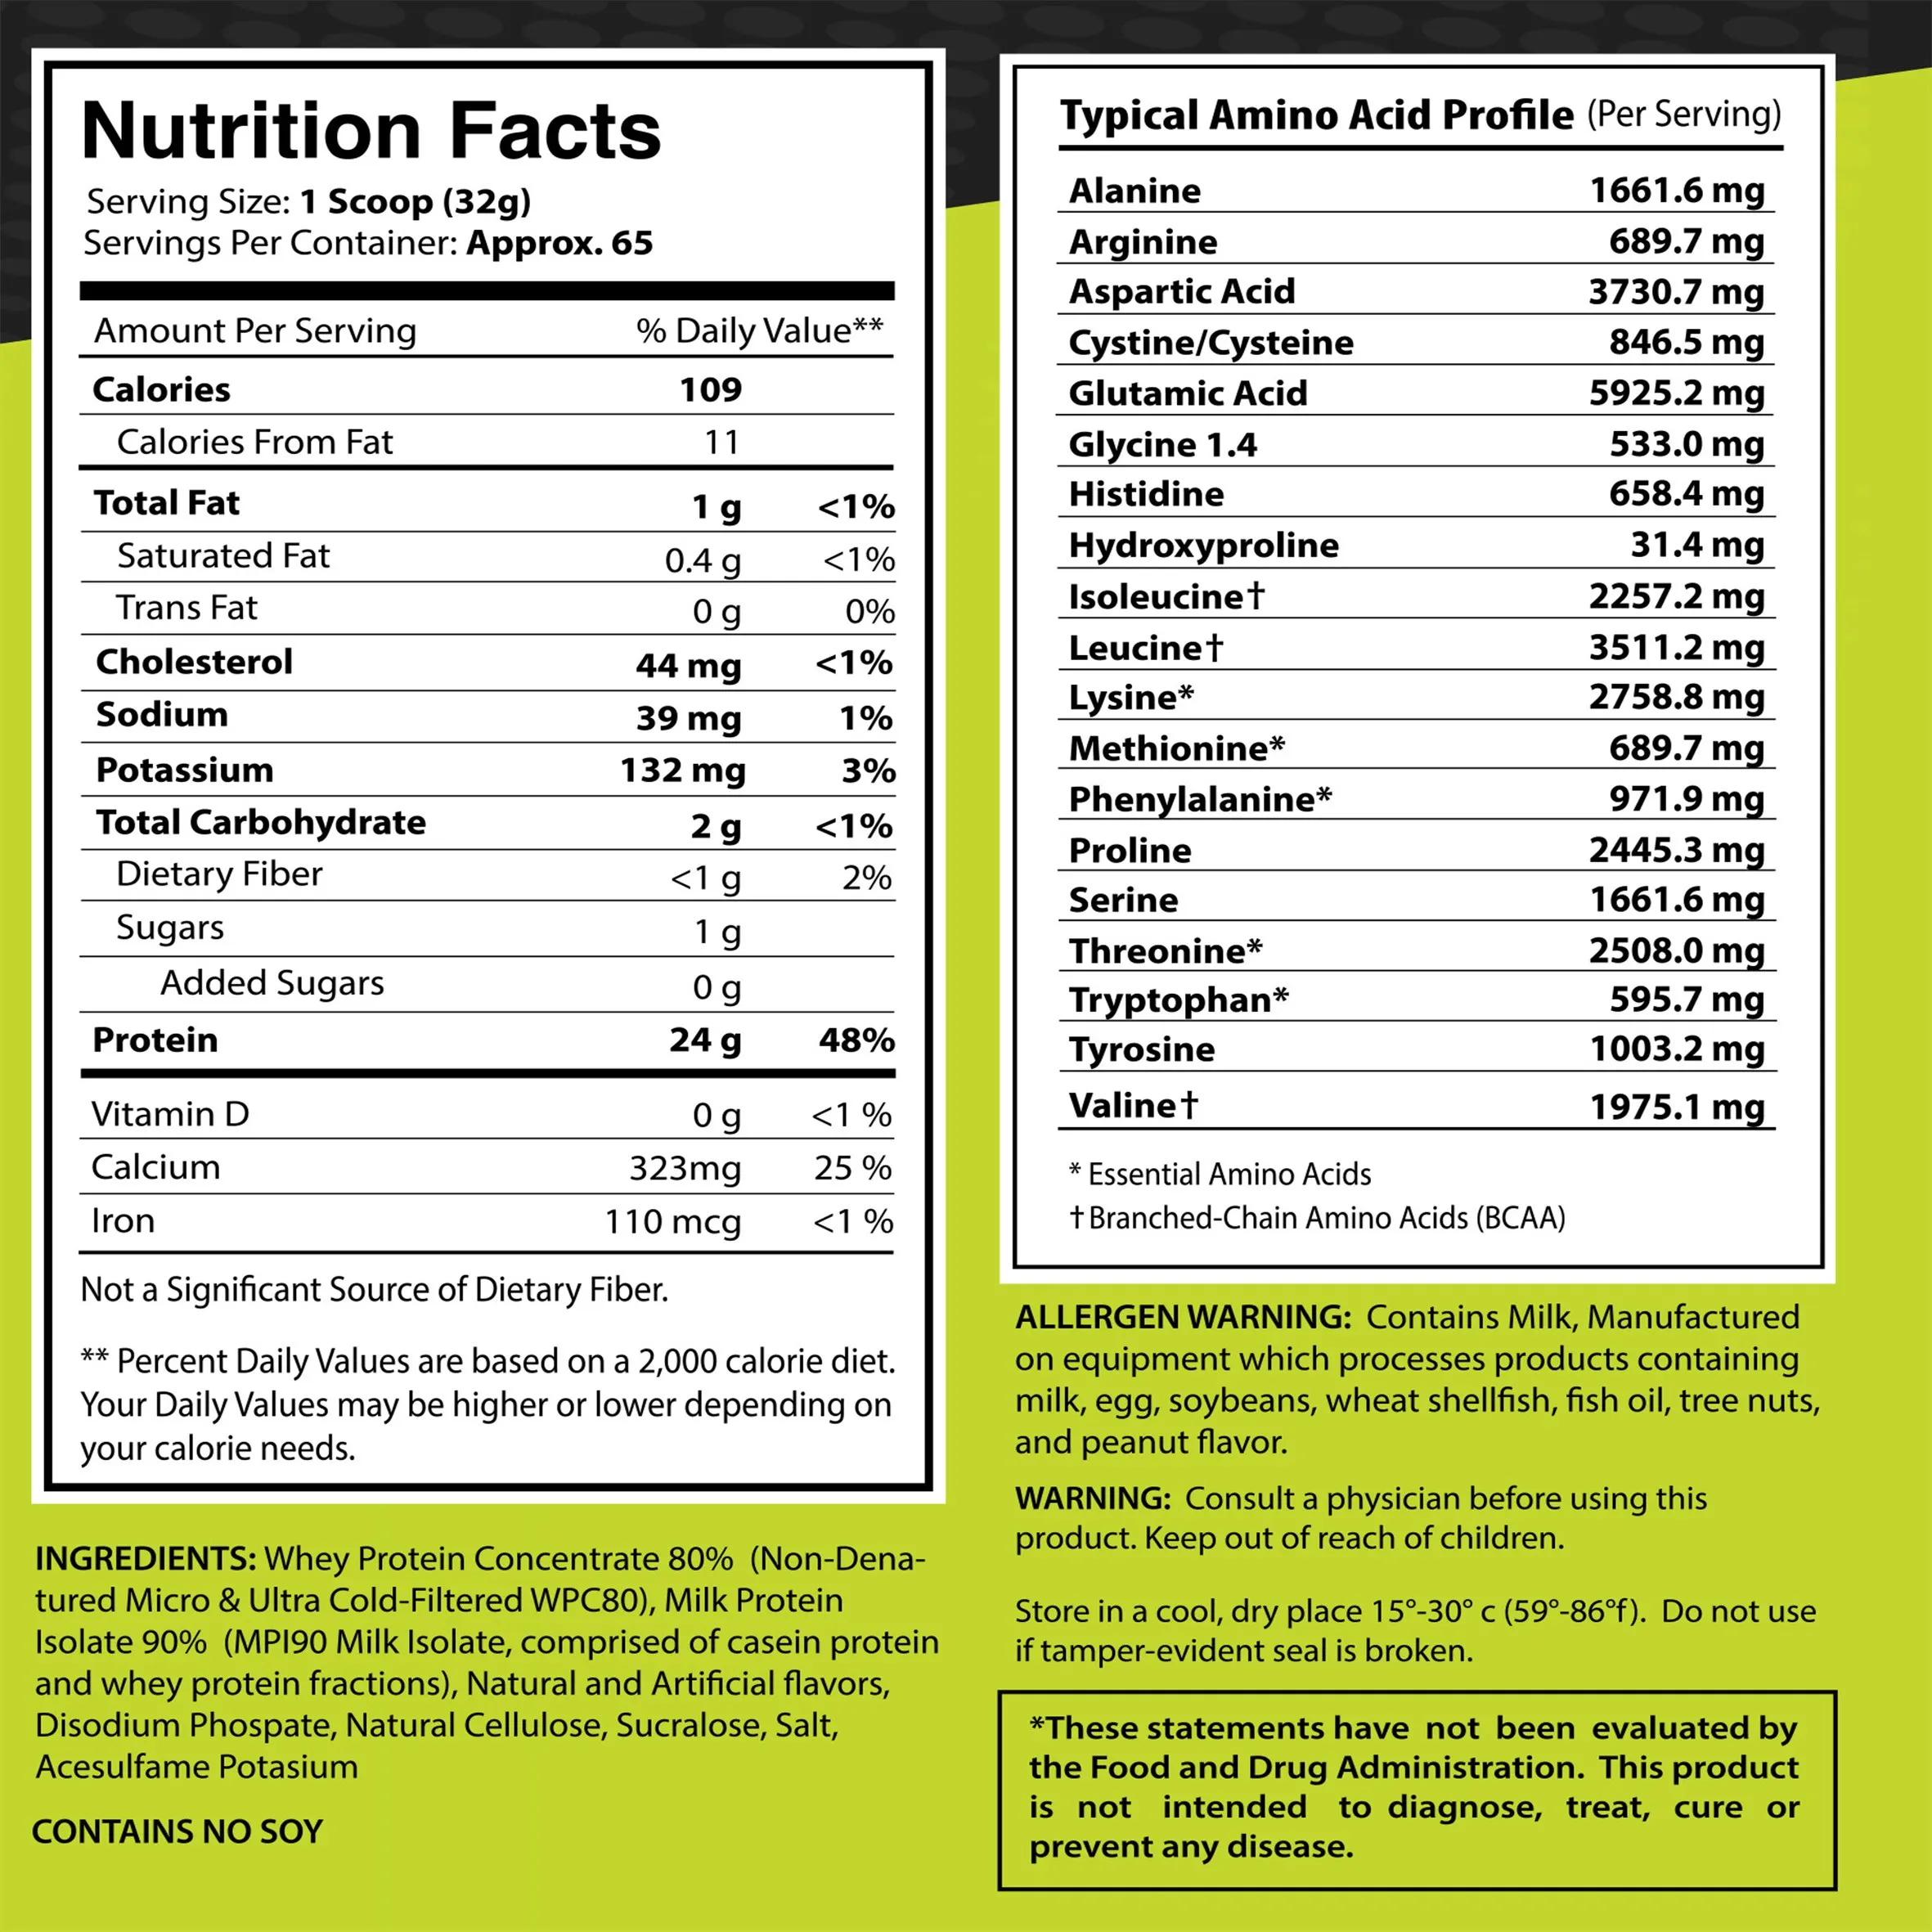 Nutrition Facts
Serving Size: 1 Scoop (32g)
Servings Per Container: Approx. 65
Amount Per Serving % Daily Value**
Calories 109
Calories From Fat 11
Total Fat 1 g <1%
Saturated Fat 0.4 g <1%
Trans Fat 0 g 0%
Cholesterol 44 mg <1%
Sodium 39 mg 1%
Potassium 132 mg 3%
Total Carbohydrate 2 g <1%
Dietary Fiber <1 g 2%
Sugars 1 g
Added Sugars 0 g
Protein 24 g 48%
Vitamin D 0 g <1 %
Calcium 323mg 25 %
Iron 110 mcg <1 %
Not a Significant Source of Dietary Fiber.
** Percent Daily Values are based on a 2,000 calorie diet.
Your Daily Values may be higher or lower depending on
your calorie needs.
INGREDIENTS: Whey Protein Concentrate 80% (Non-Dena-
tured Micro & Ultra Cold-Filtered WPC80), Milk Protein
Isolate 90% (MPI90 Milk Isolate, comprised of casein protein
and whey protein fractions), Natural and Artificial flavors,
Disodium Phospate, Natural Cellulose, Sucralose, Salt,
Acesulfame Potasium
CONTAINS NO SOY
Typical Amino Acid Profile (Per Serving)
Alanine 1661.6 mg
Arginine 689.7 mg
Aspartic Acid 3730.7 mg
Cystine/Cysteine 846.5 mg
Glutamic Acid 5925.2 mg
Glycine 1.4 533.0 mg
Histidine 658.4 mg
Hydroxyproline 31.4 mg
Isoleucine† 2257.2 mg
Leucine† 3511.2 mg
Lysine* 2758.8 mg
Methionine* 689.7 mg
Phenylalanine* 971.9 mg
Proline 2445.3 mg
Serine 1661.6 mg
Threonine* 2508.0 mg
Tryptophan* 595.7 mg
Tyrosine 1003.2 mg
Valine† 1975.1 mg
* Essential Amino Acids
† Branched-Chain Amino Acids (BCAA)
ALLERGEN WARNING: Contains Milk, Manufactured
on equipment which processes products containing
milk, egg, soybeans, wheat shellfish, fish oil, tree nuts,
and peanut flavor.
WARNING: Consult a physician before using this
product. Keep out of reach of children.
Store in a cool, dry place 15°-30° c (59°-86°f). Do not use
if tamper-evident seal is broken.
*These statements have not been evaluated by
the Food and Drug Administration. This product
is not intended to diagnose, treat, cure or
prevent any disease.